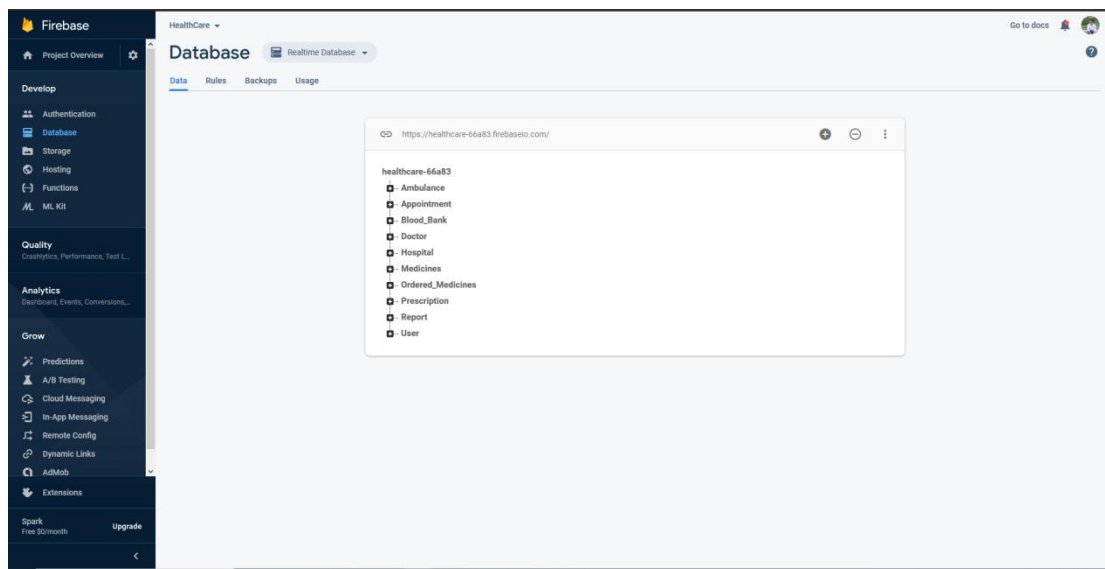 Firebase
Project Overview
Develop
Authentication
Database
Storage
Hosting
Functions
ML Kit
Quality
Crashlytics, Performance, Test L...
Analytics
Dashboard, Events, Conversions,...
Grow
Predictions
A/B Testing
Cloud Messaging
In-App Messaging
Remote Config
Dynamic Links
AdMob
Extensions
Spark
Free $0/month
Upgrade
HealthCare
Go to docs
Database
Realtime Database
Data Rules Backups Usage
https://healthcare-66a83.firebaseio.com/
healthcare-66a83
Ambulance
Appointment
Blood_Bank
Doctor
Hospital
Medicines
Ordered_Medicines
Prescription
Report
User